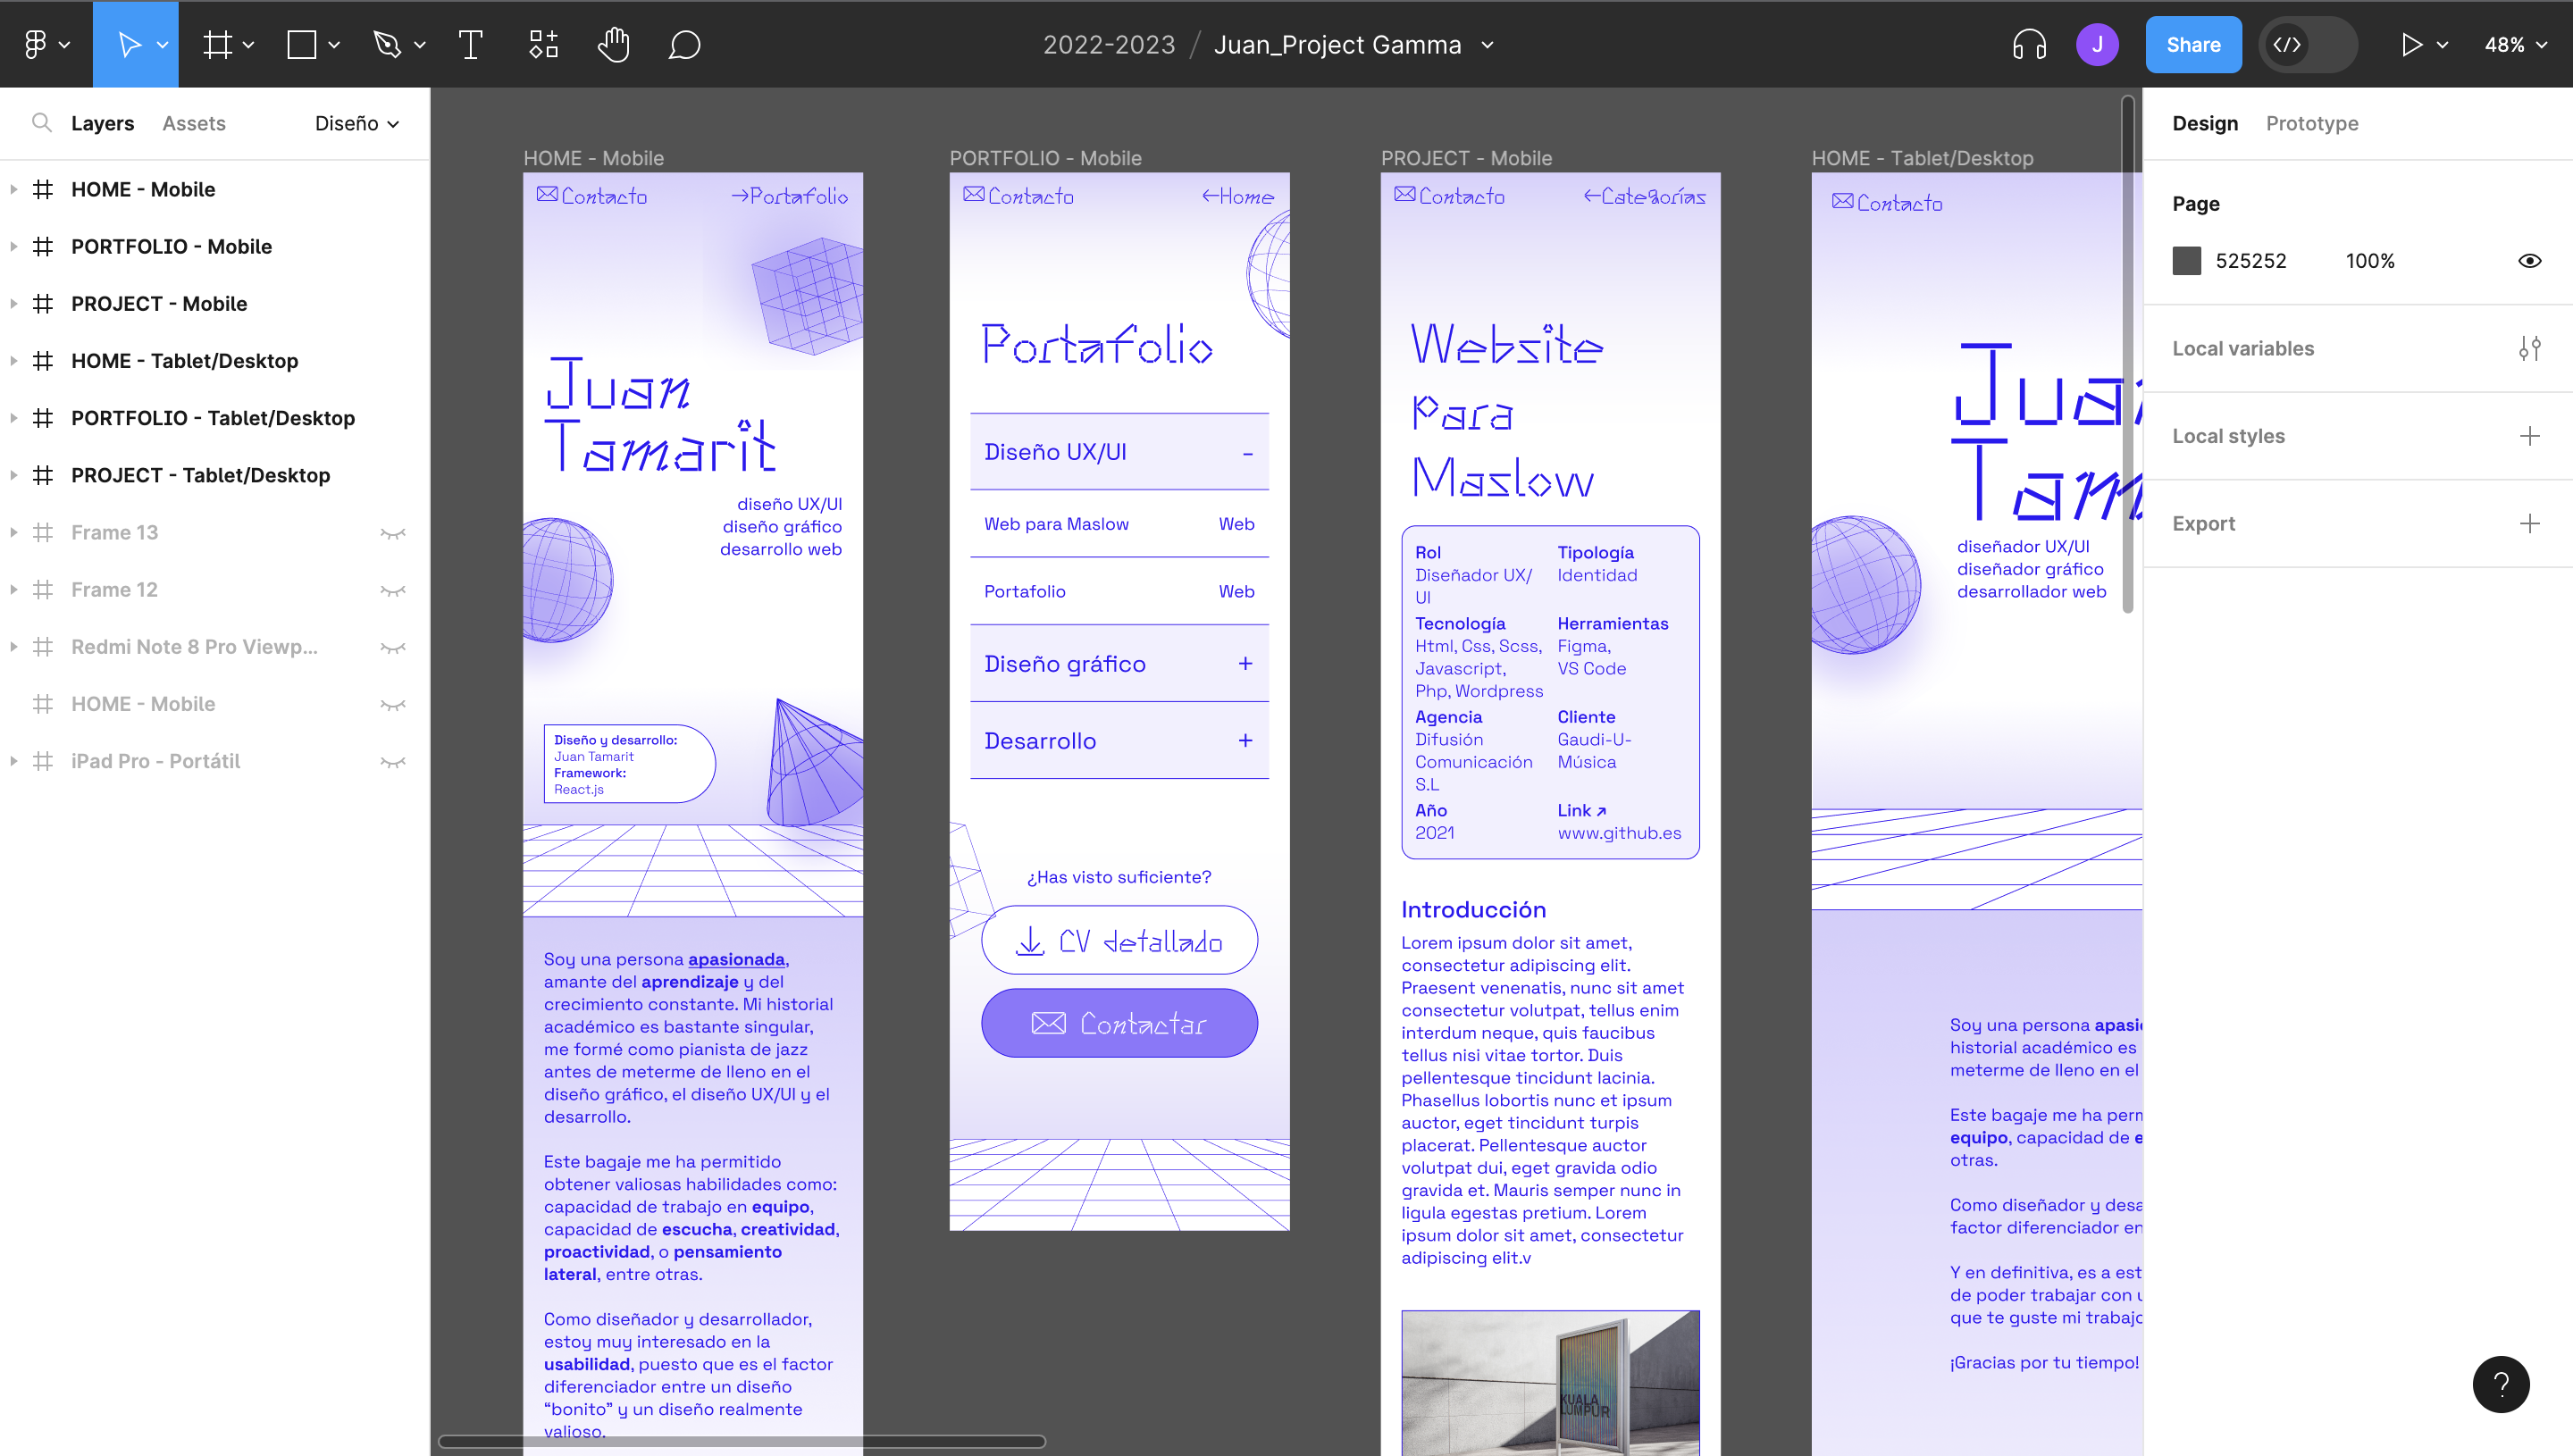 2022-2023 / Juan_Project Gamma
J
Share
48%
Layers
Assets
Diseño
HOME - Mobile
PORTFOLIO - Mobile
PROJECT - Mobile
HOME - Tablet/Desktop
PORTFOLIO - Tablet/Desktop
PROJECT - Tablet/Desktop
Frame 13
Frame 12
Redmi Note 8 Pro Viewp...
HOME - Mobile
iPad Pro - Portátil
HOME - Mobile
Contacto
→Portafolio
Juan
Tamarit
diseño UX/UI
diseño gráfico
desarrollo web
Diseño y desarrollo:
Juan Tamarit
Framework:
React.js
Soy una persona apasionada,
amante del aprendizaje y del
crecimiento constante. Mi historial
académico es bastante singular,
me formé como pianista de jazz
antes de meterme de lleno en el
diseño gráfico, el diseño UX/UI y el
desarrollo.
Este bagaje me ha permitido
obtener valiosas habilidades como:
capacidad de trabajo en equipo,
capacidad de escucha, creatividad,
proactividad, o pensamiento
lateral, entre otras.
Como diseñador y desarrollador,
estoy muy interesado en la
usabilidad, puesto que es el factor
diferenciador entre un diseño
“bonito” y un diseño realmente
valioso.
PORTFOLIO - Mobile
Contacto
←Home
Portafolio
Diseño UX/UI -
Web para Maslow Web
Portafolio Web
Diseño gráfico +
Desarrollo +
¿Has visto suficiente?
CV detallado
Contactar
PROJECT - Mobile
Contacto
←Categorías
Website
para
Maslow
Rol
Diseñador UX/
UI
Tipología
Identidad
Tecnología
Html, Css, Scss,
Javascript,
Php, Wordpress
Herramientas
Figma,
VS Code
Agencia
Difusión
Comunicación
S.L
Cliente
Gaudi-U-
Música
Año
2021
Link ↗
www.github.es
Introducción
Lorem ipsum dolor sit amet,
consectetur adipiscing elit.
Praesent venenatis, nunc sit amet
consectetur volutpat, tellus enim
interdum neque, quis faucibus
tellus nisi vitae tortor. Duis
pellentesque tincidunt lacinia.
Phasellus lobortis nunc et ipsum
auctor, eget tincidunt turpis
placerat. Pellentesque auctor
volutpat dui, eget gravida odio
gravida et. Mauris semper nunc in
ligula egestas pretium. Lorem
ipsum dolor sit amet, consectetur
adipiscing elit.v
KUALA
LUMPUR
HOME - Tablet/Desktop
Contacto
Jua
Tam
diseñador UX/UI
diseñador gráfico
desarrollador web
Soy una persona apasi
historial académico es
meterme de lleno en el
Este bagaje me ha perm
equipo, capacidad de e
otras.
Como diseñador y desa
factor diferenciador en
Y en definitiva, es a est
de poder trabajar con u
que te guste mi trabajo
¡Gracias por tu tiempo!
Design
Prototype
Page
525252
100%
Local variables
Local styles
Export
?